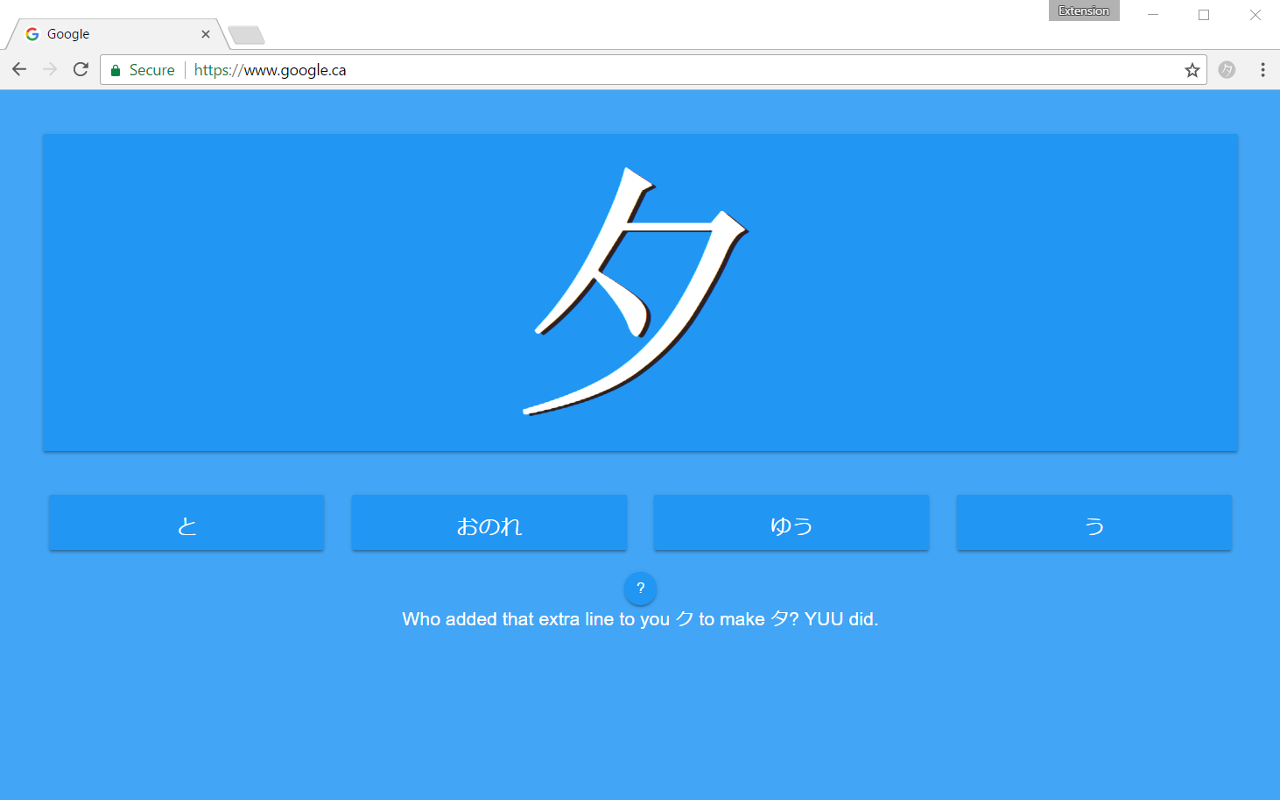 Extension
Google
Secure https://www.google.ca
夕
と おのれ ゆう う
?
Who added that extra line to you ク to make タ? YUU did.